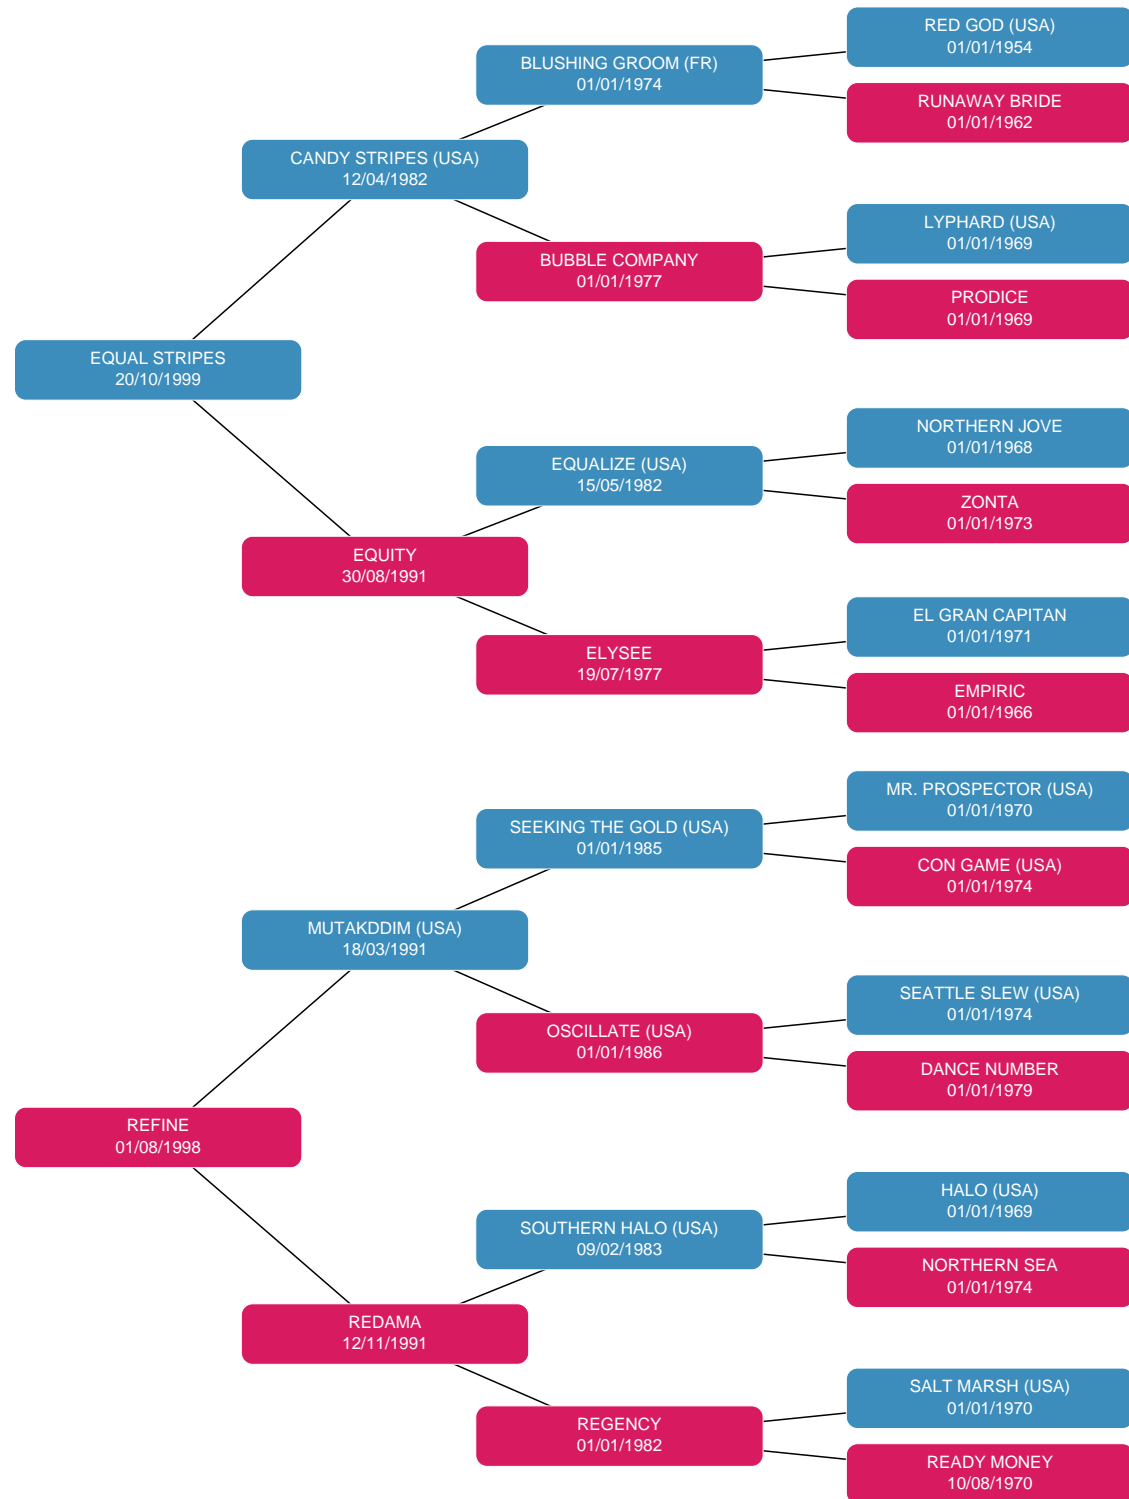 RED GOD (USA)
01/01/1954
BLUSHING GROOM (FR)
01/01/1974
RUNAWAY BRIDE
01/01/1962
CANDY STRIPES (USA)
12/04/1982
LYPHARD (USA)
01/01/1969
BUBBLE COMPANY
01/01/1977
PRODICE
01/01/1969
EQUAL STRIPES
20/10/1999
NORTHERN JOVE
01/01/1968
EQUALIZE (USA)
15/05/1982
ZONTA
01/01/1973
EQUITY
30/08/1991
EL GRAN CAPITAN
01/01/1971
ELYSEE
19/07/1977
EMPIRIC
01/01/1966
MR. PROSPECTOR (USA)
01/01/1970
SEEKING THE GOLD (USA)
01/01/1985
CON GAME (USA)
01/01/1974
MUTAKDDIM (USA)
18/03/1991
SEATTLE SLEW (USA)
01/01/1974
OSCILLATE (USA)
01/01/1986
DANCE NUMBER
01/01/1979
REFINE
01/08/1998
HALO (USA)
01/01/1969
SOUTHERN HALO (USA)
09/02/1983
NORTHERN SEA
01/01/1974
REDAMA
12/11/1991
SALT MARSH (USA)
01/01/1970
REGENCY
01/01/1982
READY MONEY
10/08/1970